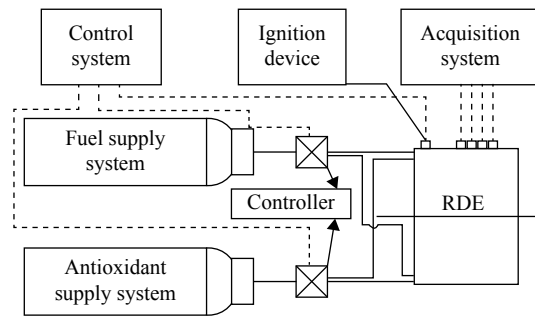 Control
system
Ignition
device
Acquisition
system
Fuel supply
system
Controller
RDE
Antioxidant
supply system